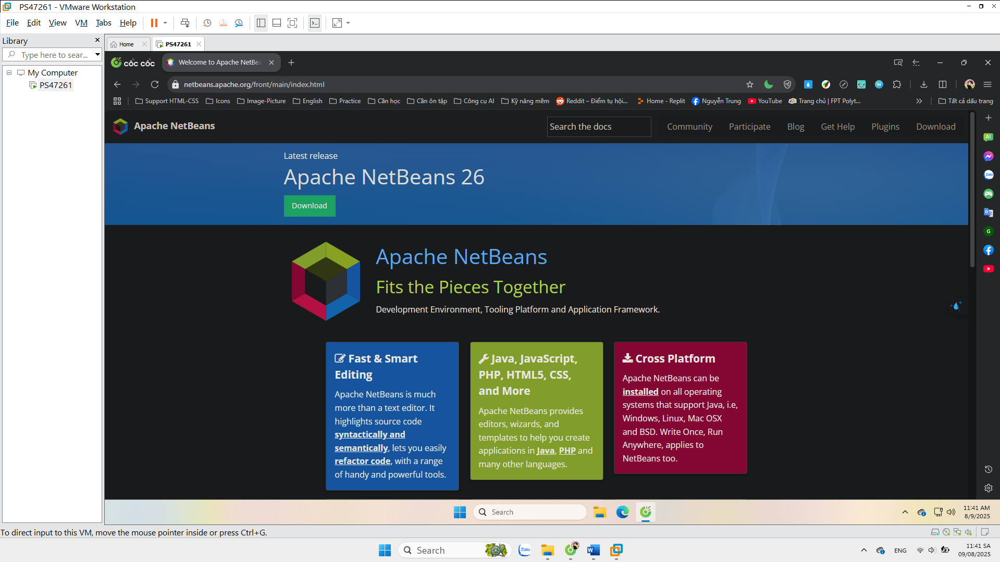 PS47261 - VMware Workstation
File Edit View VM Tabs Help
Library
Type here to sear...
My Computer
PS47261
Home
PS47261
cốc cốc
Welcome to Apache NetBe
netbeans.apache.org/front/main/index.html
Support HTML-CSS Icons Image-Picture English Practice Cần học Cần ôn tập Công cụ AI Kỹ năng mềm Reddit – Điểm tụ hội... Home - Replit Nguyễn Trung YouTube Trang chủ | FPT Polyt... Tất cả dấu trang
Apache NetBeans
Search the docs
Community Participate Blog Get Help Plugins Download
Latest release
Apache NetBeans 26
Download
Apache NetBeans
Fits the Pieces Together
Development Environment, Tooling Platform and Application Framework.
Fast & Smart
Editing
Apache NetBeans is much
more than a text editor. It
highlights source code
syntactically and
semantically, lets you easily
refactor code, with a range
of handy and powerful tools.
Java, JavaScript,
PHP, HTML5, CSS,
and More
Apache NetBeans provides
editors, wizards, and
templates to help you create
applications in Java, PHP and
many other languages.
Cross Platform
Apache NetBeans can be
installed on all operating
systems that support Java, i.e,
Windows, Linux, Mac OSX
and BSD. Write Once, Run
Anywhere, applies to
NetBeans too.
AI
Zalo
G
Search
11:41 AM
8/9/2025
To direct input to this VM, move the mouse pointer inside or press Ctrl+G.
Search
Zalo
ENG
11:41 SA
09/08/2025